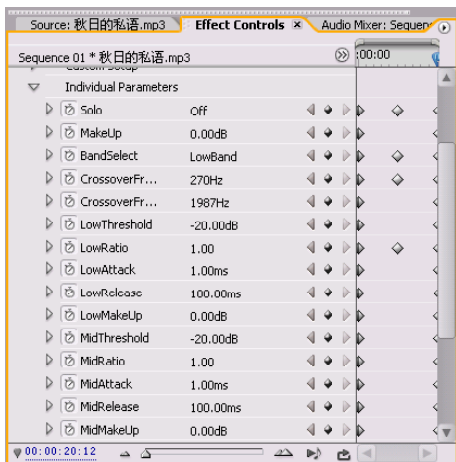 Source: 秋日的私语.mp3 Effect Controls × Audio Mixer: Sequen
Sequence 01 * 秋日的私语.mp3 :00:00
Custom Setup
Individual Parameters
Solo Off
MakeUp 0.00dB
BandSelect LowBand
CrossoverFr... 270Hz
CrossoverFr... 1987Hz
LowThreshold -20.00dB
LowRatio 1.00
LowAttack 1.00ms
LowRelease 100.00ms
LowMakeUp 0.00dB
MidThreshold -20.00dB
MidRatio 1.00
MidAttack 1.00ms
MidRelease 100.00ms
MidMakeUp 0.00dB
00:00:20:12